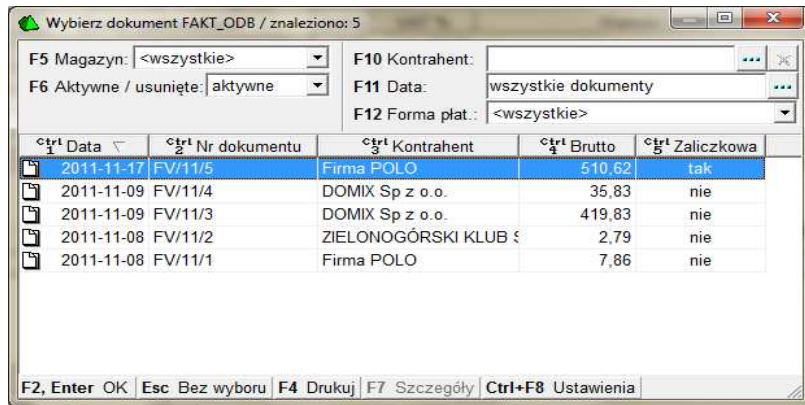 Wybierz dokument FAKT_ODB / znaleziono: 5
F5 Magazyn: <wszystkie> F10 Kontrahent:
F6 Aktywne / usunięte: aktywne F11 Data: wszystkie dokumenty
F12 Forma płat.: <wszystkie>
Ctrl 1 Data Ctrl 2 Nr dokumentu Ctrl 3 Kontrahent Ctrl 4 Brutto Ctrl 5 Zaliczkowa
2011-11-17 FV/11/5 Firma POLO 510,62 tak
2011-11-09 FV/11/4 DOMIX Sp z o.o. 35,83 nie
2011-11-09 FV/11/3 DOMIX Sp z o.o. 419,83 nie
2011-11-08 FV/11/2 ZIELONOGÓRSKI KLUB S 2,79 nie
2011-11-08 FV/11/1 Firma POLO 7,86 nie
F2, Enter OK Esc Bez wyboru F4 Drukuj F7 Szczegóły Ctrl+F8 Ustawienia